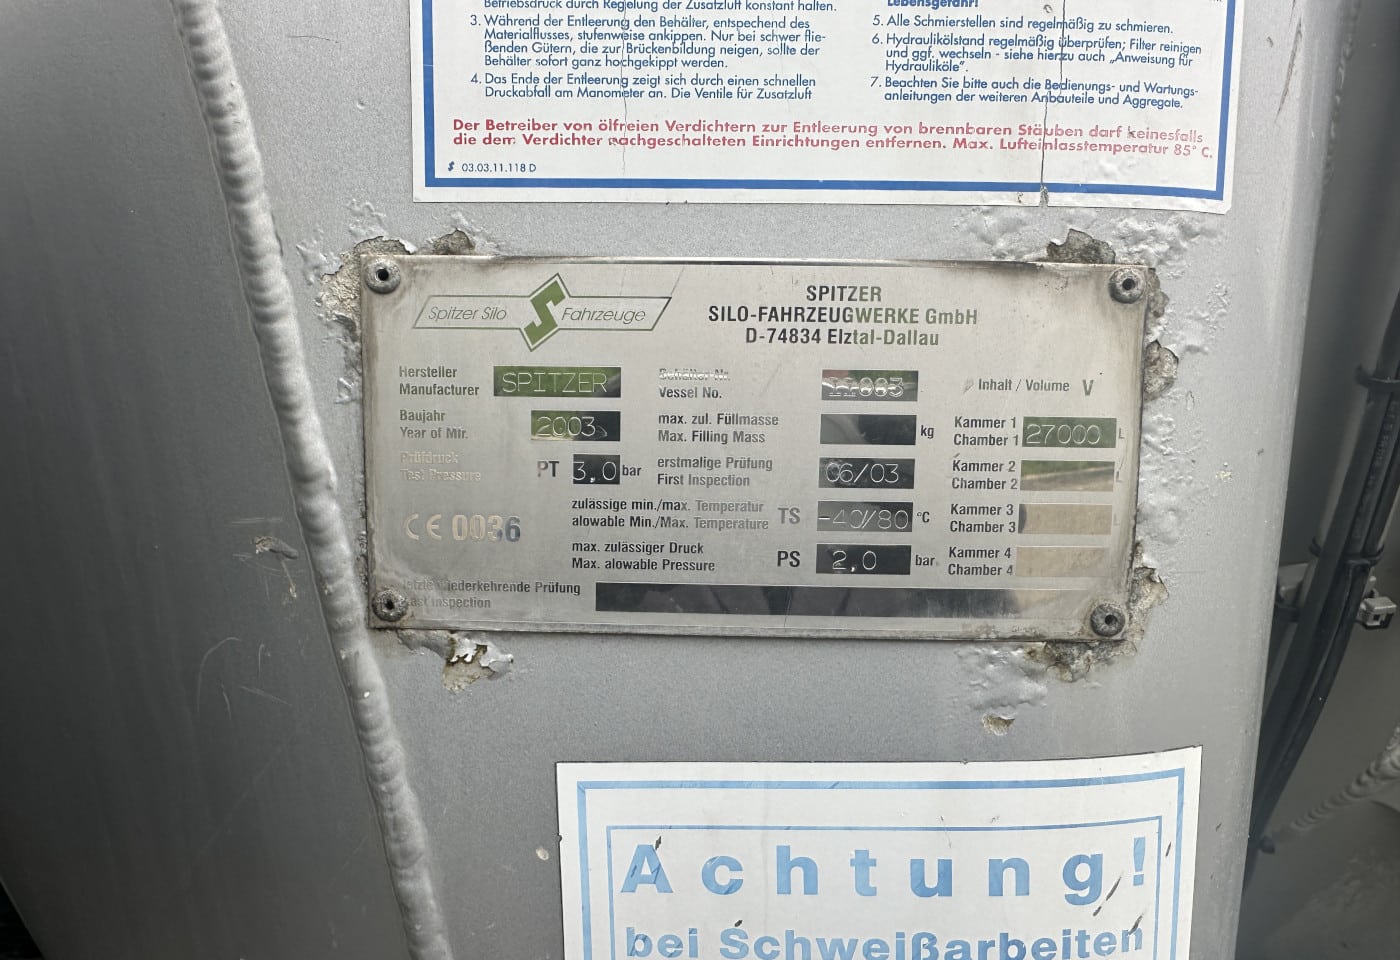 Betriebsdruck durch Regelung der Zusatzluft konstant halten.
3. Während der Entleerung den Behälter, entspechend des
Materialflusses, stufenweise ankippen. Nur bei schwer flie-
ßenden Gütern, die zur Brückenbildung neigen, sollte der
Behälter sofort ganz hochgekippt werden.
4. Das Ende der Entleerung zeigt sich durch einen schnellen
Druckabfall am Manometer an. Die Ventile für Zusatzluft
Lebensgefahr!
5. Alle Schmierstellen sind regelmäßig zu schmieren.
6. Hydraulikölstand regelmäßig überprüfen; Filter reinigen
und ggf. wechseln - siehe hierzu auch „Anweisung für
Hydrauliköle".
7. Beachten Sie bitte auch die Bedienungs- und Wartungs-
anleitungen der weiteren Anbauteile und Aggregate.
Der Betreiber von ölfreien Verdichtern zur Entleerung von brennbaren Stäuben darf keinesfalls
die dem Verdichter nachgeschalteten Einrichtungen entfernen. Max. Lufteinlasstemperatur 85° C.
S 03.03.11.118 D
Spitzer Silo S Fahrzeuge
SPITZER
SILO-FAHRZEUGWERKE GmbH
D-74834 Elztal-Dallau
Hersteller
Manufacturer SPITZER
Behälter Nr.
Vessel No. 11883
Inhalt / Volume V
Baujahr
Year of Mfr. 2003
max. zul. Füllmasse
Max. Filling Mass kg
Kammer 1
Chamber 1 27000 L
Prüfdruck
Test Pressure PT 3,0 bar
erstmalige Prüfung
First Inspection 06/03
Kammer 2
Chamber 2 L
CE 0036
zulässige min./max. Temperatur
alowable Min./Max. Temperature TS -40/80 °C
Kammer 3
Chamber 3 L
max. zulässiger Druck
Max. alowable Pressure PS 2,0 bar
Kammer 4
Chamber 4
letzte wiederkehrende Prüfung
Last inspection
Achtung!
bei Schweißarbeiten